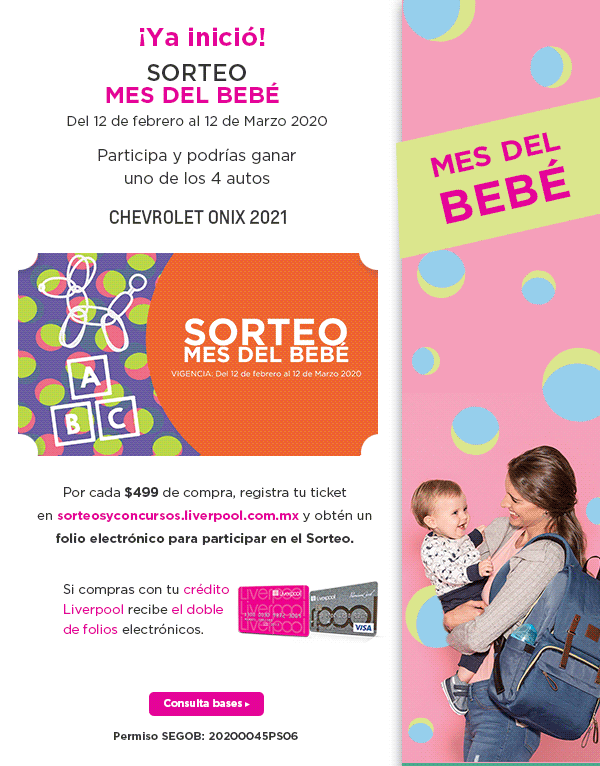 ¡Ya inició!
SORTEO
MES DEL BEBÉ
Del 12 de febrero al 12 de Marzo 2020
Participa y podrías ganar
uno de los 4 autos
CHEVROLET ONIX 2021
A
B C
SORTEO
MES DEL BEBÉ
VIGENCIA: Del 12 de febrero al 12 de Marzo 2020
Por cada $499 de compra, registra tu ticket
en sorteosyconcursos.liverpool.com.mx y obtén un
folio electrónico para participar en el Sorteo.
Si compras con tu crédito
Liverpool recibe el doble
de folios electrónicos.
Liverpool
Liverpool
VISA
Consulta bases ▸
Permiso SEGOB: 20200045PS06
MES DEL
BEBÉ